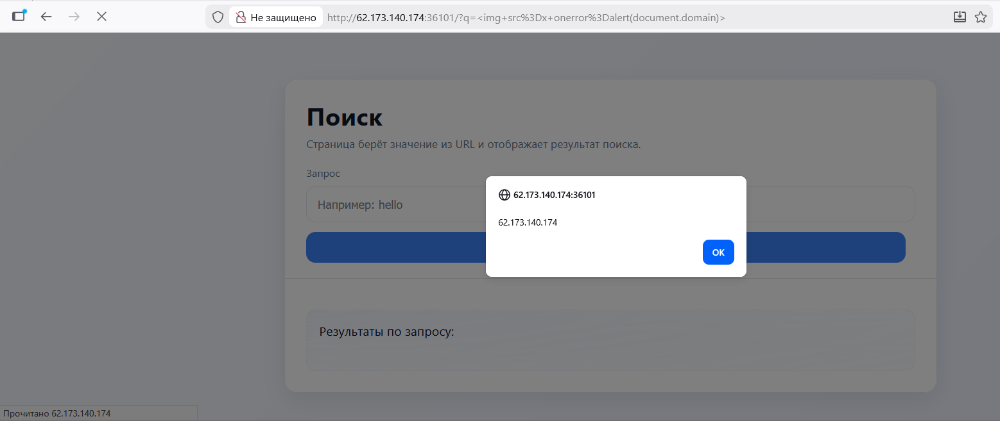 Не защищено
http://62.173.140.174:36101/?q=<img+src%3Dx+onerror%3Dalert(document.domain)>
Поиск
Страница берёт значение из URL и отображает результат поиска.
Запрос
Например: hello
62.173.140.174:36101
62.173.140.174
ОК
Результаты по запросу:
Прочитано 62.173.140.174